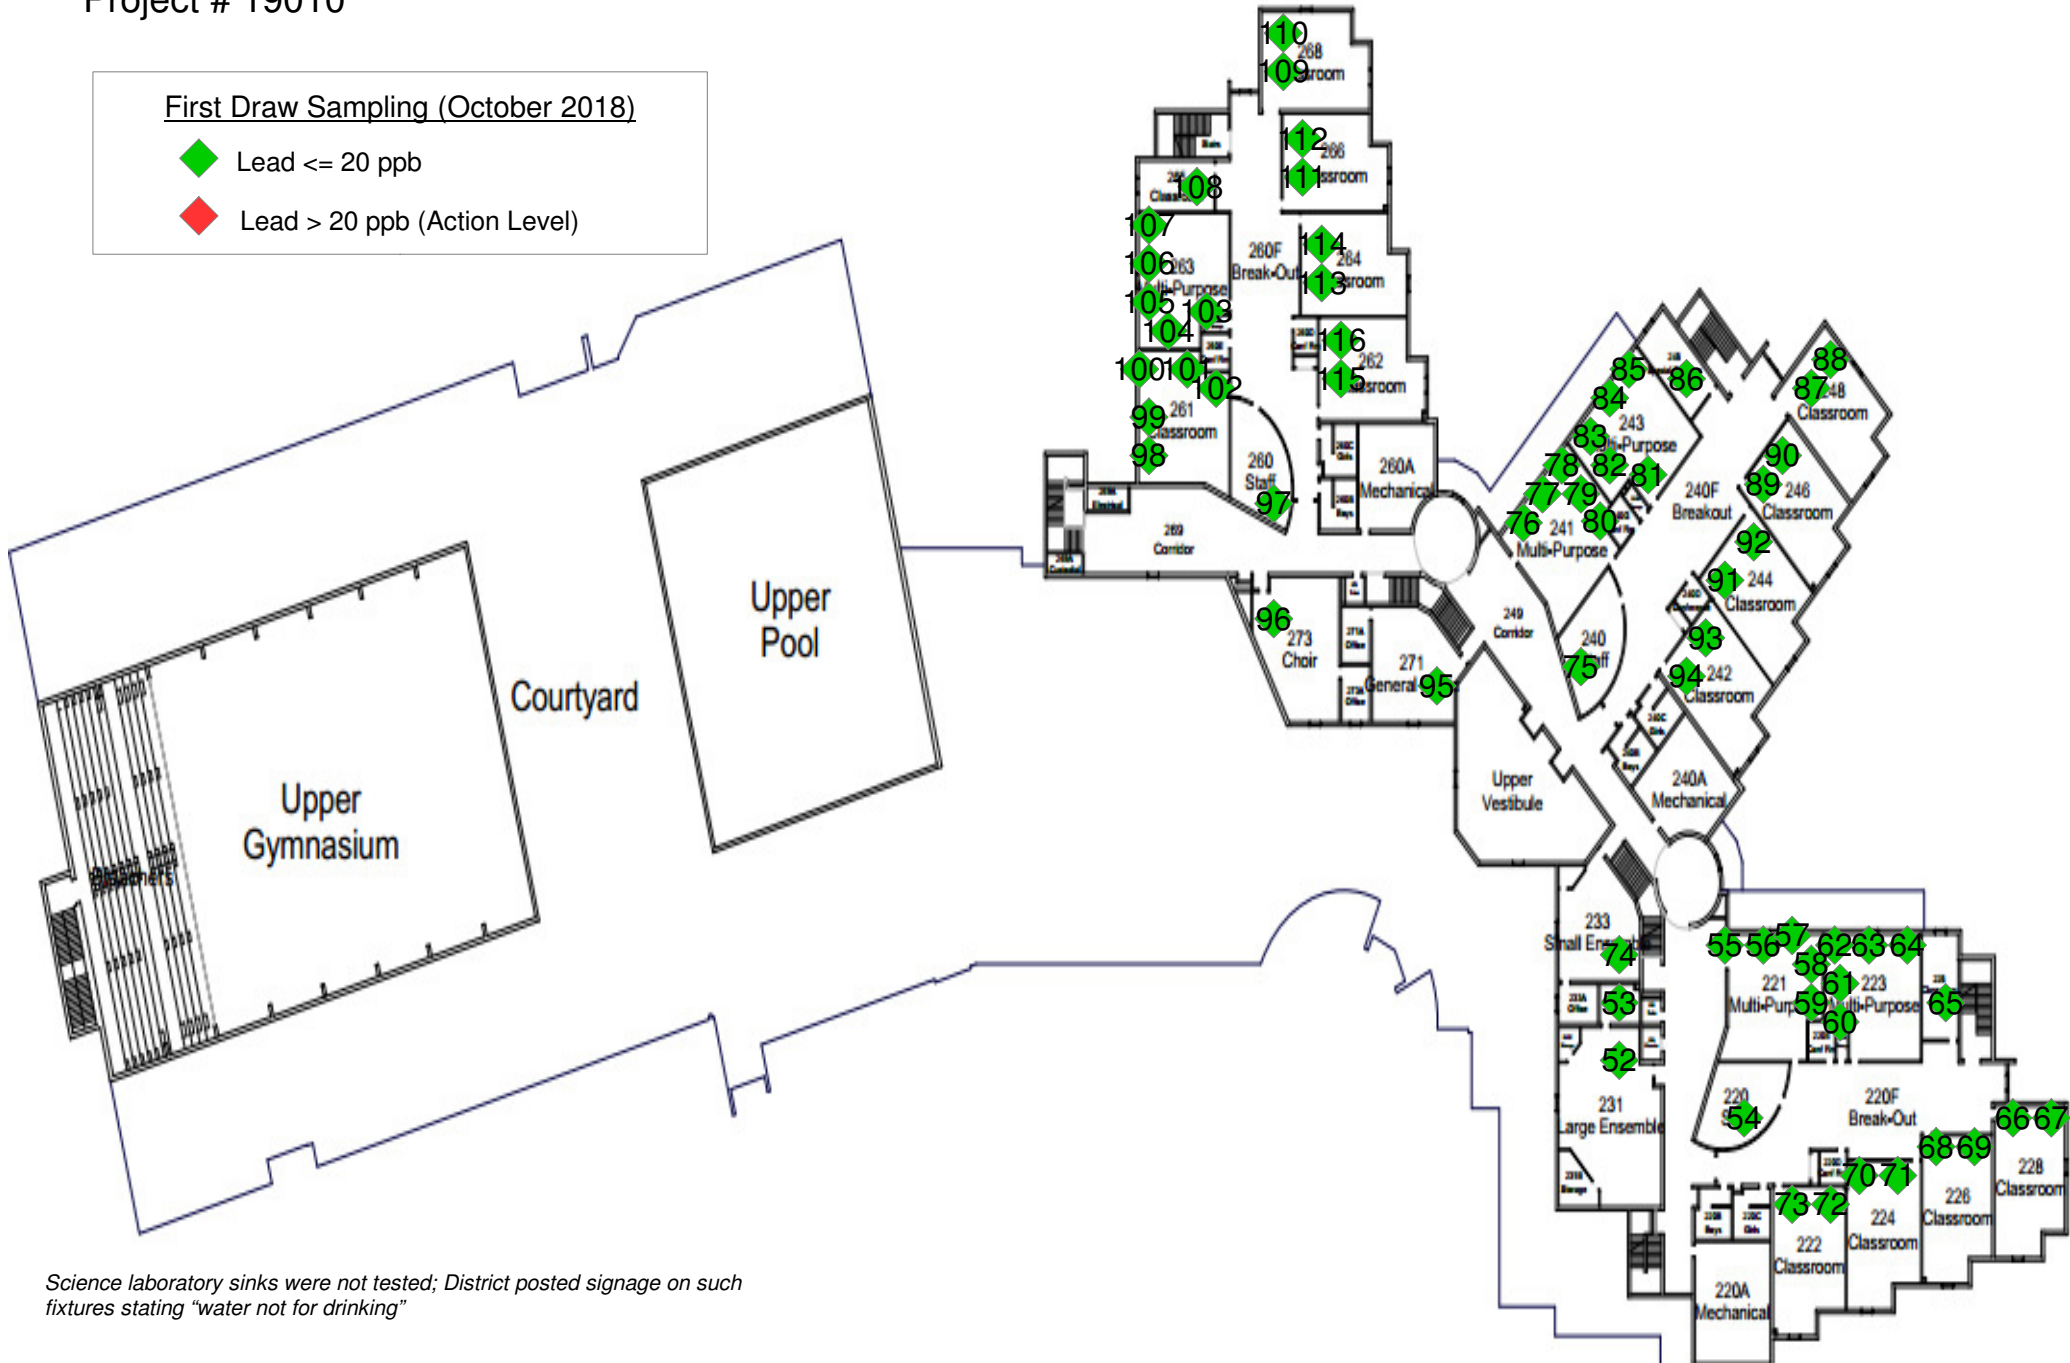 Project # 19010
First Draw Sampling (October 2018)
Lead <= 20 ppb
Lead > 20 ppb (Action Level)
110
268
109
112
266
111
108
107
114
260F
Break-Out
264
106
263
113
105
103
104
116
262
115
100
101
102
99
261
Classroom
98
260
Staff
97
260A
Mechanical
269
Corridor
96
273
Choir
271
General
95
85
86
88
87
248
Classroom
84
243
83
82
81
78
77
79
76
80
241
Multi-Purpose
240F
Breakout
90
89
246
Classroom
92
91
244
Classroom
249
Corridor
240
75
93
94
242
Classroom
240A
Mechanical
Upper
Vestibule
Upper
Pool
Courtyard
Upper
Gymnasium
233
Small Ensemble
74
53
52
231
Large Ensemble
55
56
57
62
63
64
58
221
61
223
59
60
65
220
54
220F
Break-Out
66
67
68
69
228
Classroom
70
71
226
Classroom
73
72
224
Classroom
222
Classroom
220A
Mechanical
Science laboratory sinks were not tested; District posted signage on such
fixtures stating “water not for drinking”